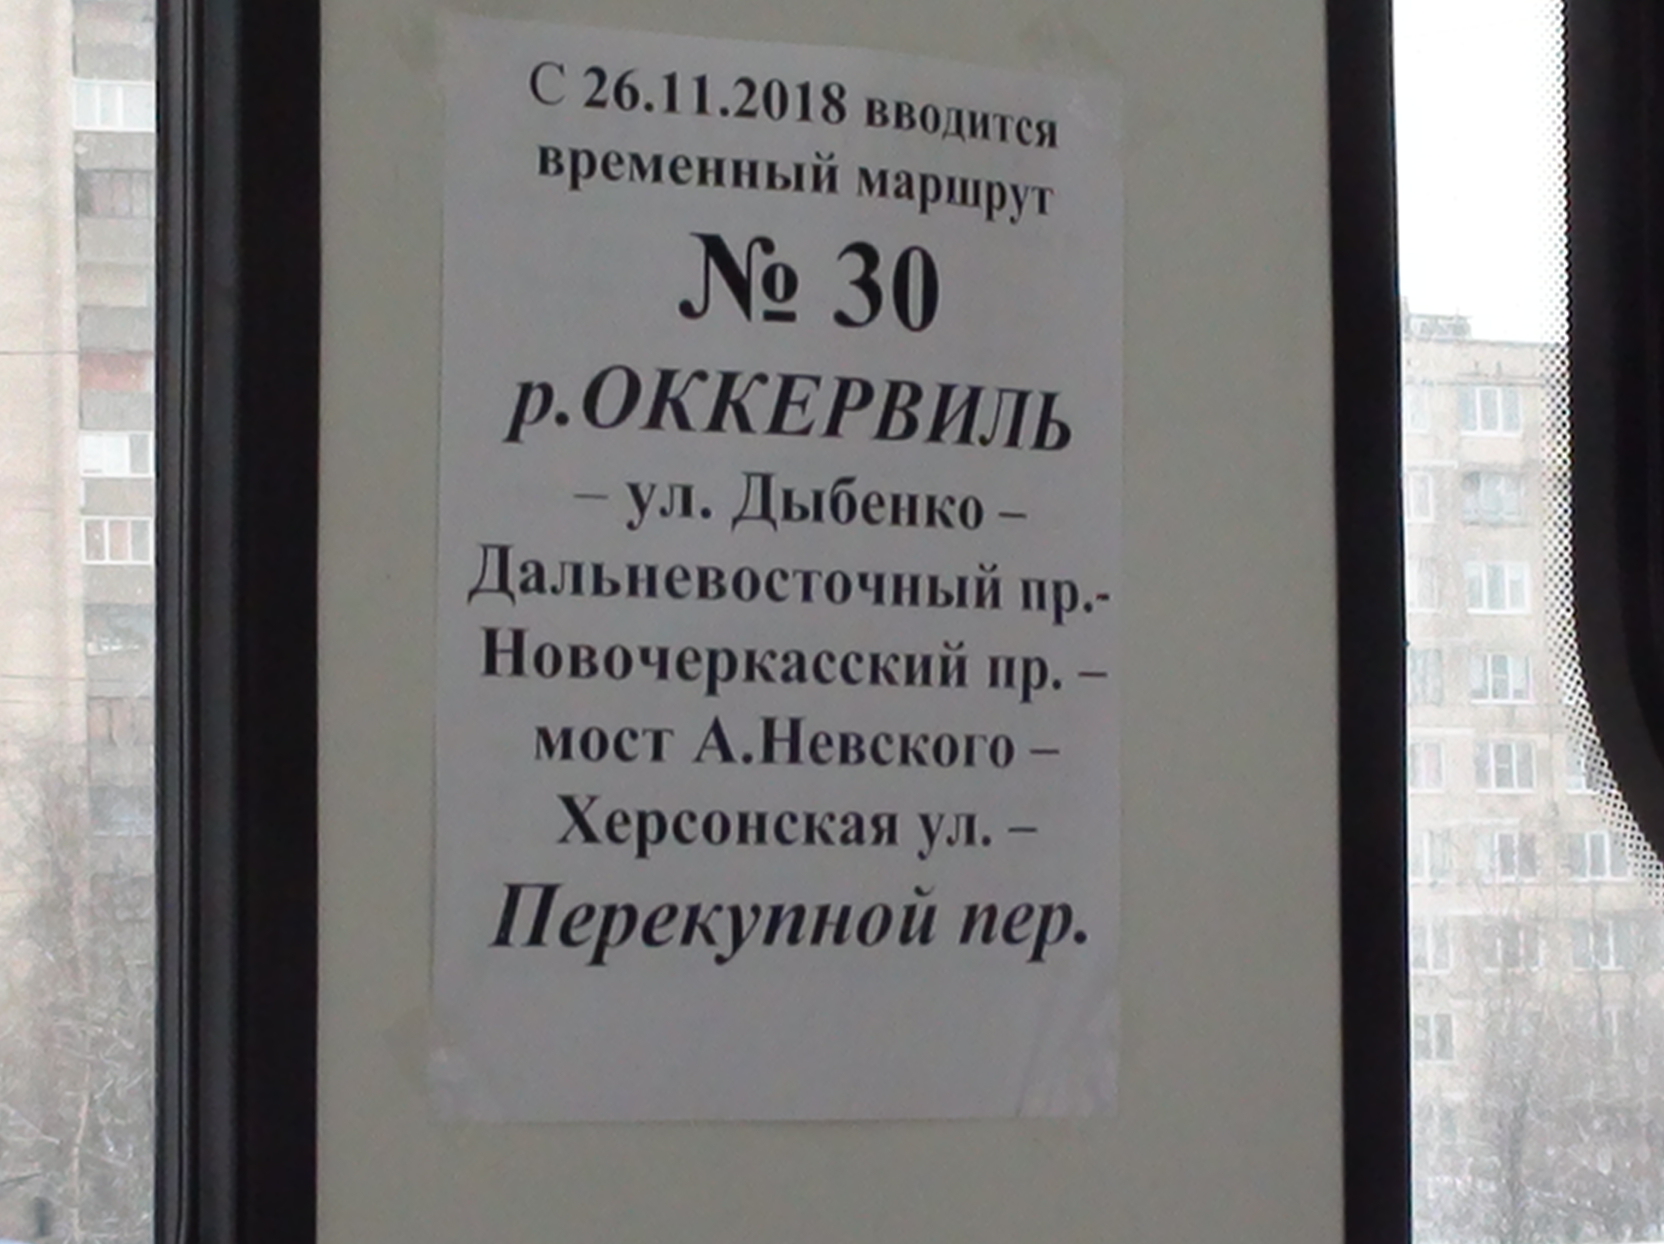 С 26.11.2018 вводится
временный маршрут
№ 30
р.ОККЕРВИЛЬ
– ул. Дыбенко –
Дальневосточный пр.-
Новочеркасский пр. –
мост А.Невского –
Херсонская ул. –
Перекупной пер.